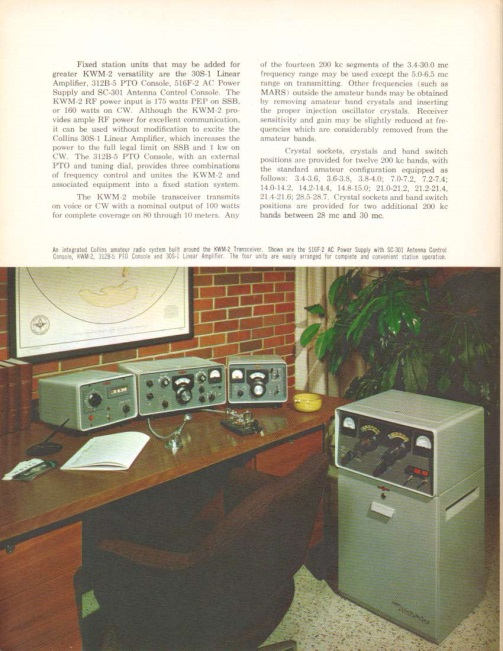 Fixed station units that may be added for
greater KWM-2 versatility are the 30S-1 Linear
Amplifier, 312B-5 PTO Console, 516F-2 AC Power
Supply and SC-301 Antenna Control Console. The
KWM-2 RF power input is 175 watts PEP on SSB,
or 160 watts on CW. Although the KWM-2 pro-
vides ample RF power for excellent communication,
it can be used without modification to excite the
Collins 30S-1 Linear Amplifier, which increases the
power to the full legal limit on SSB and 1 kw on
CW. The 312B-5 PTO Console, with an external
PTO and tuning dial, provides three combinations
of frequency control and unites the KWM-2 and
associated equipment into a fixed station system.
The KWM-2 mobile transceiver transmits
on voice or CW with a nominal output of 100 watts
for complete coverage on 80 through 10 meters. Any
of the fourteen 200 kc segments of the 3.4-30.0 mc
frequency range may be used except the 5.0-6.5 mc
range on transmitting. Other frequencies (such as
MARS) outside the amateur bands may be obtained
by removing amateur band crystals and inserting
the proper injection oscillator crystals. Receiver
sensitivity and gain may be slightly reduced at fre-
quencies which are considerably removed from the
amateur bands.
Crystal sockets, crystals and band switch
positions are provided for twelve 200 kc bands, with
the standard amateur configuration equipped as
follows: 3.4-3.6, 3.6-3.8, 3.8-4.0; 7.0-7.2, 7.2-7.4;
14.0-14.2, 14.2-14.4, 14.8-15.0; 21.0-21.2, 21.2-21.4,
21.4-21.6; 28.5-28.7. Crystal sockets and band switch
positions are provided for two additional 200 kc
bands between 28 mc and 30 mc.
An integrated Collins amateur radio system built around the KWM-2 Transceiver. Shown are the 516F-2 AC Power Supply with SC-301 Antenna Control
Console, KWM-2, 312B-5 PTO Console and 30S-1 Linear Amplifier. The four units are easily arranged for complete and convenient station operation.